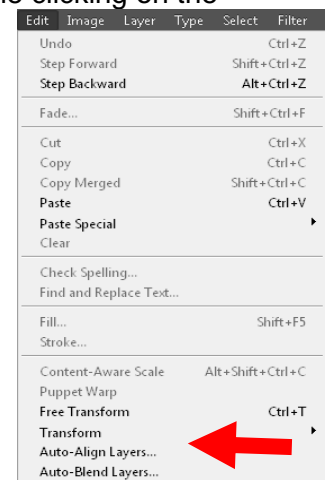 clicking on the
Edit Image Layer Type Select Filter
Undo Ctrl+Z
Step Forward Shift+Ctrl+Z
Step Backward Alt+Ctrl+Z
Fade... Shift+Ctrl+F
Cut Ctrl+X
Copy Ctrl+C
Copy Merged Shift+Ctrl+C
Paste Ctrl+V
Paste Special
Clear
Check Spelling...
Find and Replace Text...
Fill... Shift+F5
Stroke...
Content-Aware Scale Alt+Shift+Ctrl+C
Puppet Warp
Free Transform Ctrl+T
Transform
Auto-Align Layers...
Auto-Blend Layers...